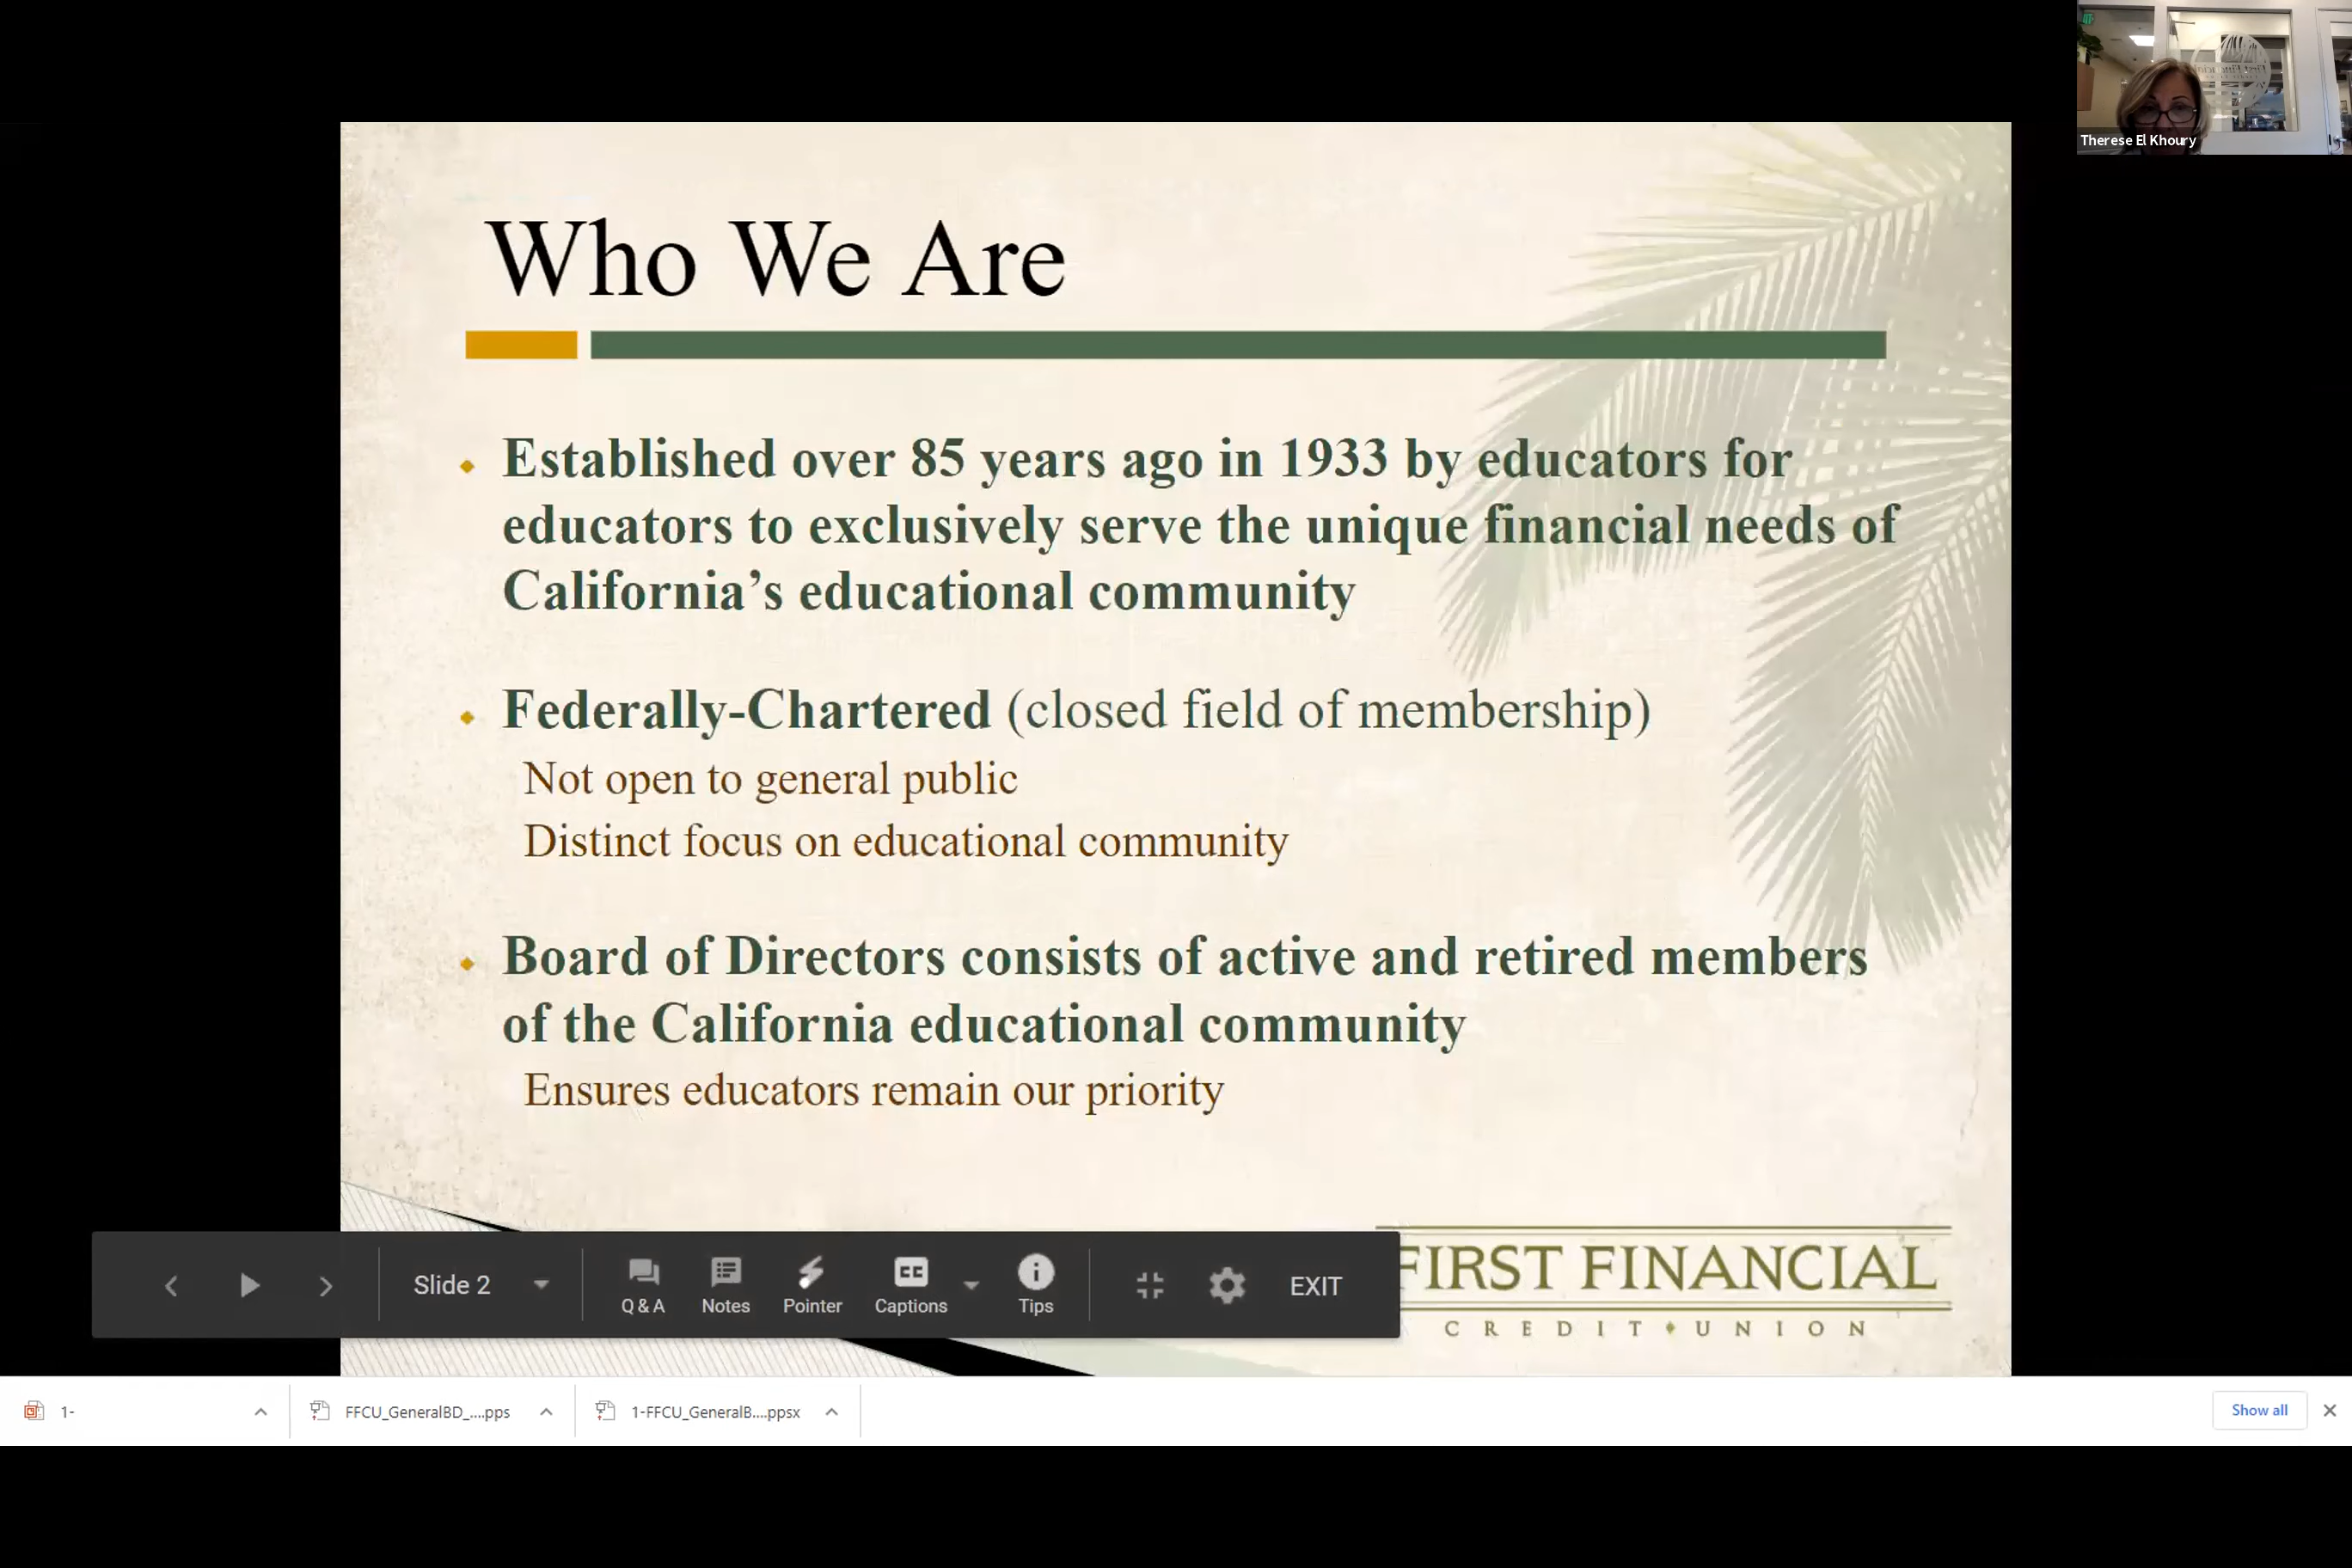 Therese El Khoury
Who We Are
Established over 85 years ago in 1933 by educators for
educators to exclusively serve the unique financial needs of
California’s educational community
Federally-Chartered (closed field of membership)
Not open to general public
Distinct focus on educational community
Board of Directors consists of active and retired members
of the California educational community
Ensures educators remain our priority
FIRST FINANCIAL
CREDIT UNION
Slide 2
Q & A
Notes
CC
Pointer
Captions
Tips
EXIT
1-
FFCU_GeneralBD_....pps
1-FFCU_GeneralB....ppsx
Show all